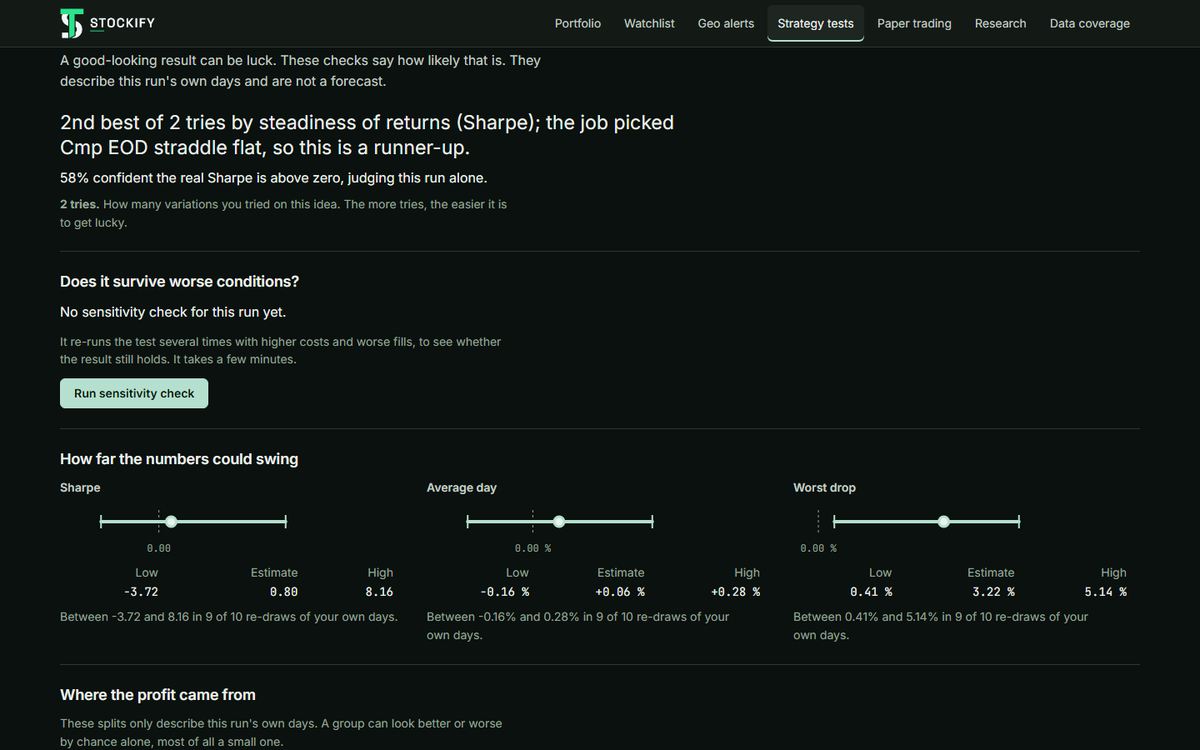 STOCKIFY
Portfolio Watchlist Geo alerts Strategy tests Paper trading Research Data coverage
A good-looking result can be luck. These checks say how likely that is. They
describe this run's own days and are not a forecast.
2nd best of 2 tries by steadiness of returns (Sharpe); the job picked
Cmp EOD straddle flat, so this is a runner-up.
58% confident the real Sharpe is above zero, judging this run alone.
2 tries. How many variations you tried on this idea. The more tries, the easier it is
to get lucky.
Does it survive worse conditions?
No sensitivity check for this run yet.
It re-runs the test several times with higher costs and worse fills, to see whether
the result still holds. It takes a few minutes.
Run sensitivity check
How far the numbers could swing
Sharpe
0.00
Low Estimate High
-3.72 0.80 8.16
Between -3.72 and 8.16 in 9 of 10 re-draws of your own days.
Average day
0.00 %
Low Estimate High
-0.16 % +0.06 % +0.28 %
Between -0.16% and 0.28% in 9 of 10 re-draws of your
own days.
Worst drop
0.00 %
Low Estimate High
0.41 % 3.22 % 5.14 %
Between 0.41% and 5.14% in 9 of 10 re-draws of your
own days.
Where the profit came from
These splits only describe this run's own days. A group can look better or worse
by chance alone, most of all a small one.